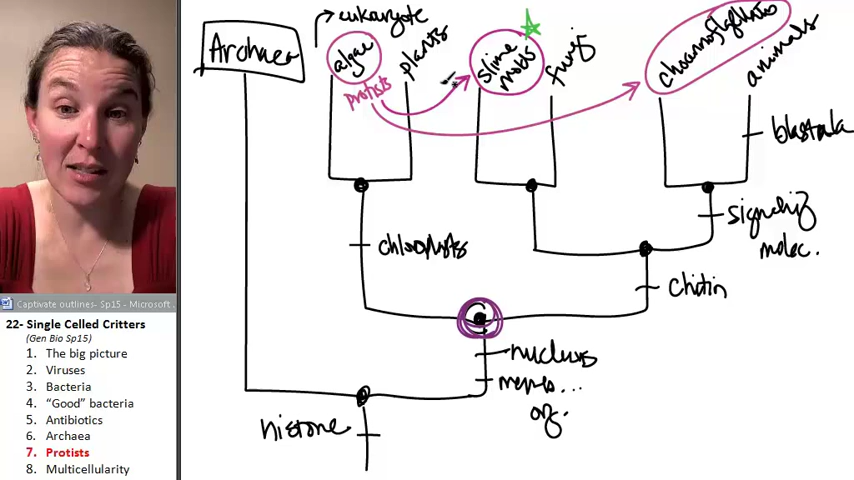 Archaea
eukaryote
algae
plants
protists
slime
molds
fungi
choanoflagellates
animals
blastula
signaling
molec.
chloroplasts
chitin
nucleus
memb...
org.
histone
Captivate outlines- Sp15 - Microsoft ...
22- Single Celled Critters
(Gen Bio Sp15)
1. The big picture
2. Viruses
3. Bacteria
4. “Good” bacteria
5. Antibiotics
6. Archaea
7. Protists
8. Multicellularity